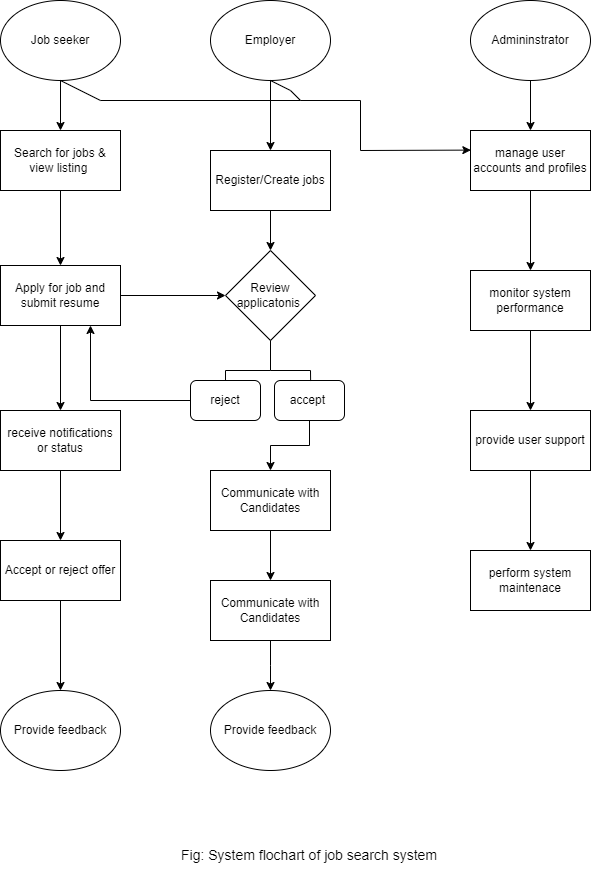 Job seeker
Employer
Admininstrator
Search for jobs &
view listing
Register/Create jobs
manage user
accounts and profiles
Apply for job and
submit resume
Review
applicatonis
monitor system
performance
reject
accept
receive notifications
or status
provide user support
Communicate with
Candidates
Accept or reject offer
Communicate with
Candidates
perform system
maintenace
Provide feedback
Provide feedback
Fig: System flochart of job search system